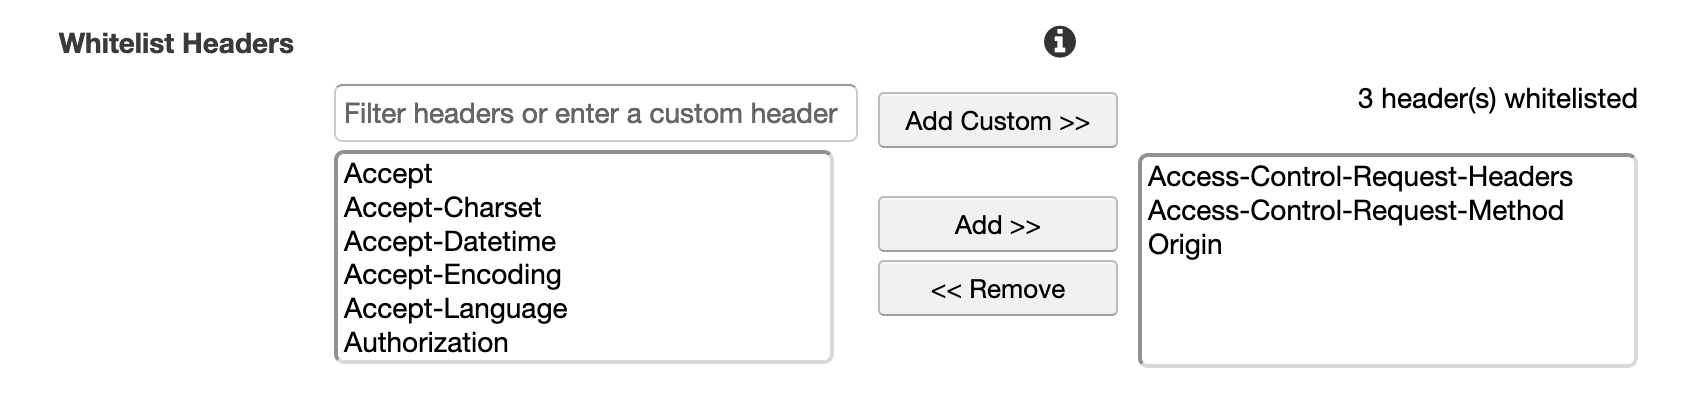 Whitelist Headers
Filter headers or enter a custom header
Add Custom >>
3 header(s) whitelisted
Accept
Accept-Charset
Accept-Datetime
Accept-Encoding
Accept-Language
Authorization
Add >>
<< Remove
Access-Control-Request-Headers
Access-Control-Request-Method
Origin